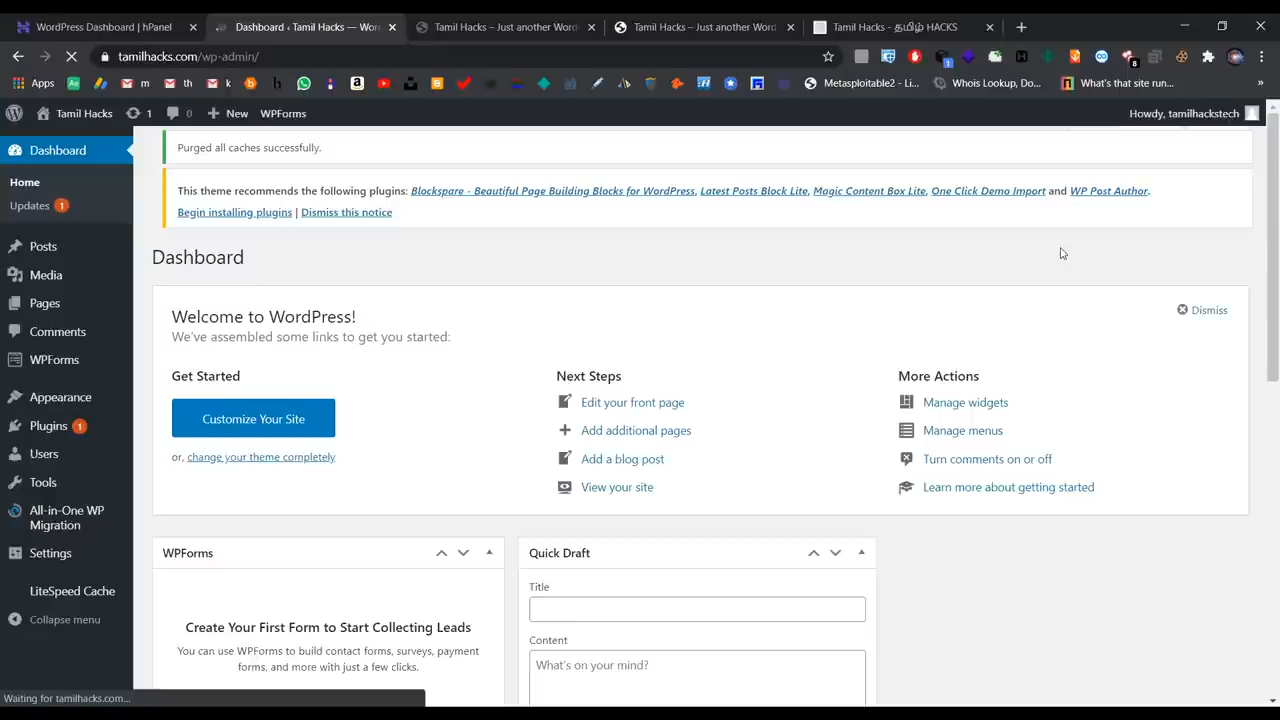 WordPress Dashboard | hPanel
Dashboard ‹ Tamil Hacks — Wor
Tamil Hacks – Just another Word
Tamil Hacks – Just another Word
Tamil Hacks - தமிழ் HACKS
tamilhacks.com/wp-admin/
Apps
m
th
k
Metasploitable2 - Li...
Whois Lookup, Do...
What's that site run...
Tamil Hacks
1
0
New
WPForms
Howdy, tamilhackstech
Dashboard
Home
Updates 1
Posts
Media
Pages
Comments
WPForms
Appearance
Plugins 1
Users
Tools
All-in-One WP
Migration
Settings
LiteSpeed Cache
Collapse menu
Purged all caches successfully.
This theme recommends the following plugins: Blockspare - Beautiful Page Building Blocks for WordPress, Latest Posts Block Lite, Magic Content Box Lite, One Click Demo Import and WP Post Author.
Begin installing plugins | Dismiss this notice
Dashboard
Welcome to WordPress!
We've assembled some links to get you started:
Dismiss
Get Started
Customize Your Site
or, change your theme completely
Next Steps
Edit your front page
Add additional pages
Add a blog post
View your site
More Actions
Manage widgets
Manage menus
Turn comments on or off
Learn more about getting started
WPForms
Create Your First Form to Start Collecting Leads
You can use WPForms to build contact forms, surveys, payment
forms, and more with just a few clicks.
Quick Draft
Title
Content
What's on your mind?
Waiting for tamilhacks.com...